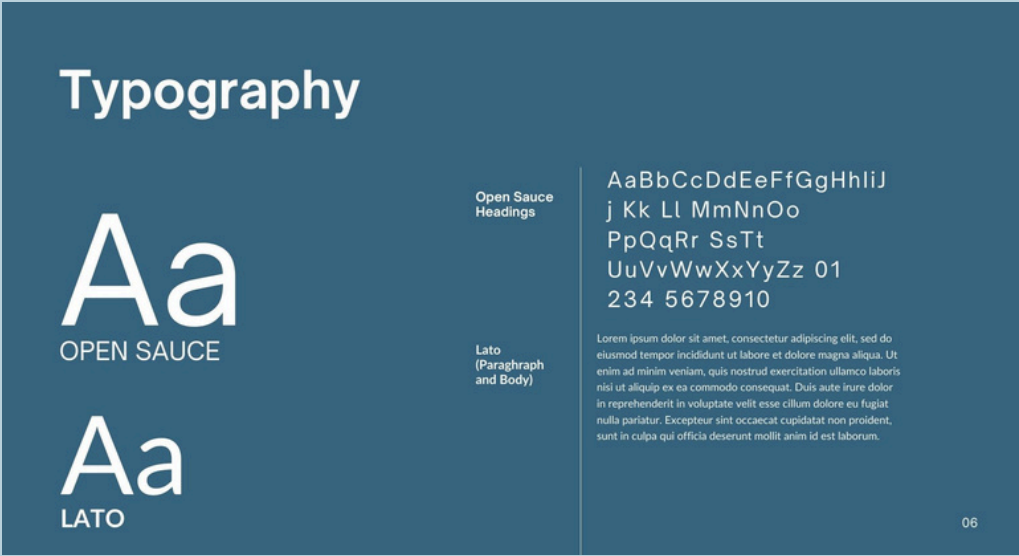 Typography
Aa
OPEN SAUCE
Aa
LATO
Open Sauce
Headings
AaBbCcDdEeFfGgHhIiJ
j Kk Ll MmNnOo
PpQqRr SsTt
UuVvWwXxYyZz 01
234 5678910
Lato
(Paraghraph
and Body)
Lorem ipsum dolor sit amet, consectetur adipiscing elit, sed do
eiusmod tempor incididunt ut labore et dolore magna aliqua. Ut
enim ad minim veniam, quis nostrud exercitation ullamco laboris
nisi ut aliquip ex ea commodo consequat. Duis aute irure dolor
in reprehenderit in voluptate velit esse cillum dolore eu fugiat
nulla pariatur. Excepteur sint occaecat cupidatat non proident,
sunt in culpa qui officia deserunt mollit anim id est laborum.
06